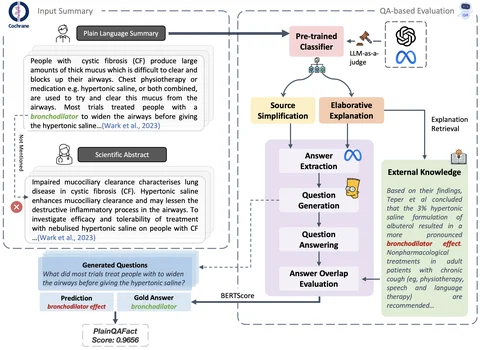 Cochrane
Input Summary
Plain Language Summary
People with cystic fibrosis (CF) produce large
amounts of thick mucus which is difficult to clear and
blocks up their airways. Chest physiotherapy or
medication e.g. hypertonic saline, or both combined,
are used to try and clear this mucus from the
airways. Most trials treated people with a
bronchodilator to widen the airways before giving
the hypertonic saline...(Wark et al., 2023)
Not Mentioned
Scientific Abstract
Impaired mucociliary clearance characterises lung
disease in cystic fibrosis (CF). Hypertonic saline
enhances mucociliary clearance and may lessen the
destructive inflammatory process in the airways. To
investigate efficacy and tolerability of treatment
with nebulised hypertonic saline on people with CF
...(Wark et al., 2023)
QA-based Evaluation
QA
Pre-trained
Classifier
LLM-as-a-
judge
Source
Simplification
Elaborative
Explanation
Explanation
Retrieval
Answer
Extraction
Question
Generation
Question
Answering
Answer Overlap
Evaluation
External Knowledge
Based on their findings,
Teper et al concluded that
the 3% hypertonic
saline formulation of
albuterol resulted in a
more pronounced
bronchodilator effect.
Nonpharmacological
treatments in adult
patients with chronic
cough (eg, physiotherapy,
speech and language
therapy) are
recommended...
Generated Questions
What did most trials treat people with to widen
the airways before giving the hypertonic saline?
Prediction
bronchodilator effect
Gold Answer
bronchodilator
BERTScore
PlainQAFact
Score: 0.9656